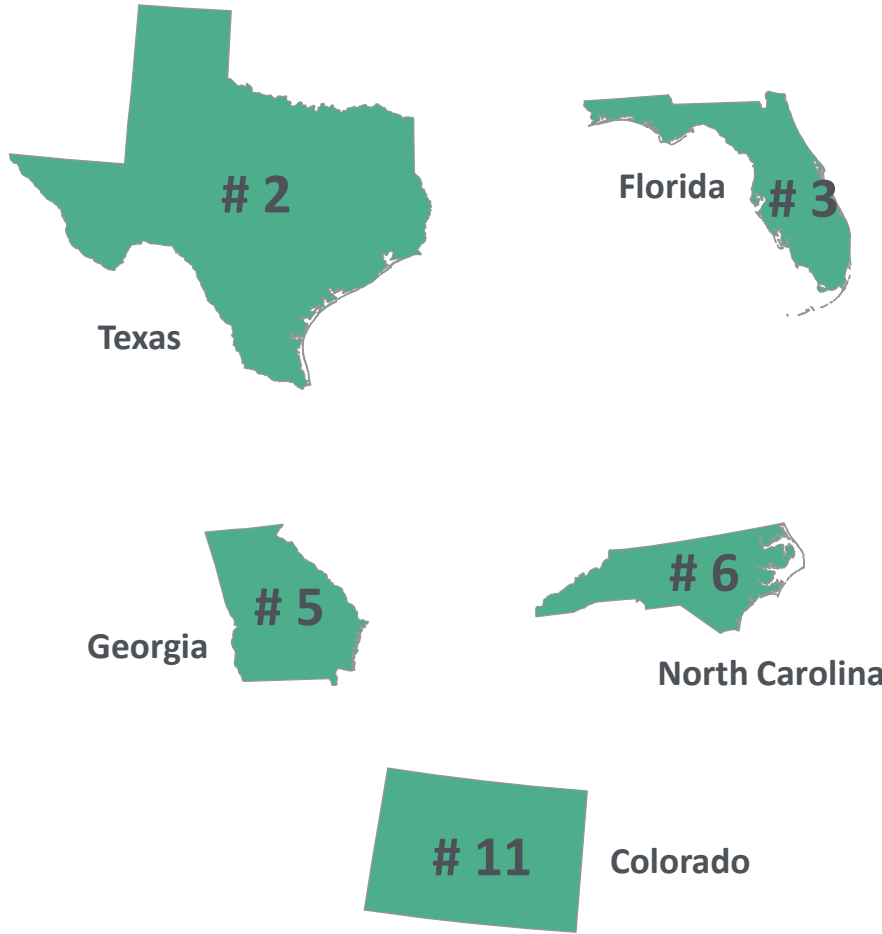 # 2
Texas
# 3
Florida
# 5
Georgia
# 6
North Carolina
# 11
Colorado